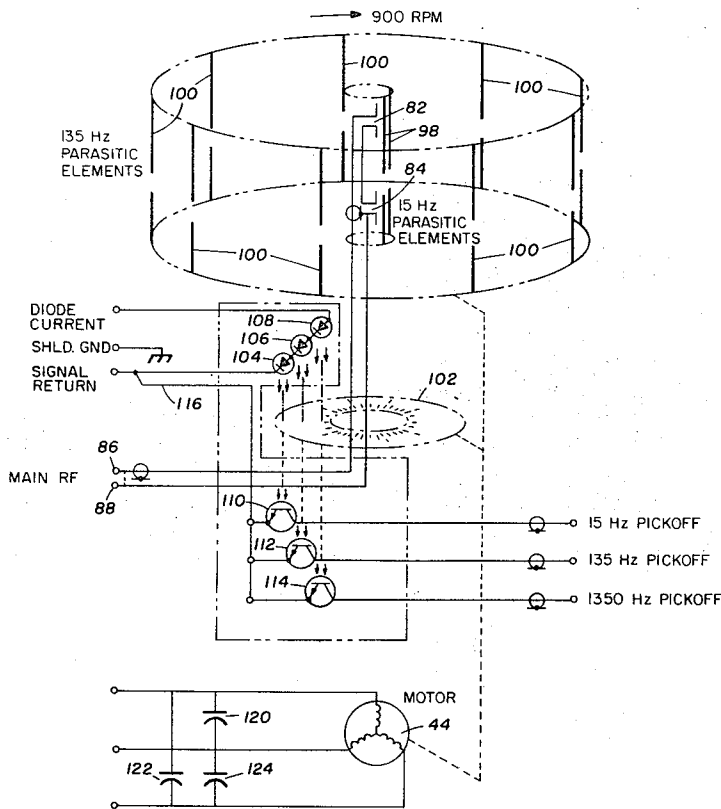 900 RPM
100
100
100
100
100
82
98
135 Hz
PARASITIC
ELEMENTS
84
15 Hz
PARASITIC
ELEMENTS
100
100
100
DIODE
CURRENT
108
SHLD. GND
106
104
SIGNAL
RETURN
116
102
86
MAIN RF
88
110
15 Hz PICKOFF
112
135 Hz PICKOFF
114
1350 Hz PICKOFF
MOTOR
120
44
122
124